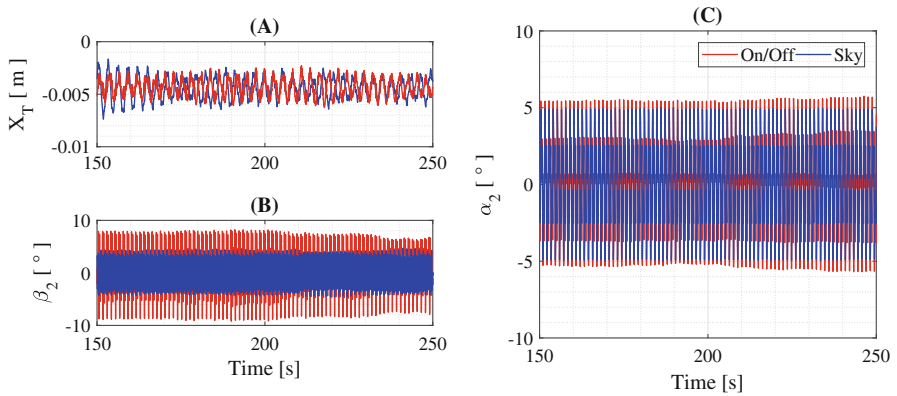 (A)
X_T [ m ]
0
-0.005
-0.01
150
200
250
(B)
β_2 [ ° ]
10
0
-10
150
200
250
Time [s]
(C)
On/Off
Sky
α_2 [ ° ]
10
5
0
-5
-10
150
200
250
Time [s]